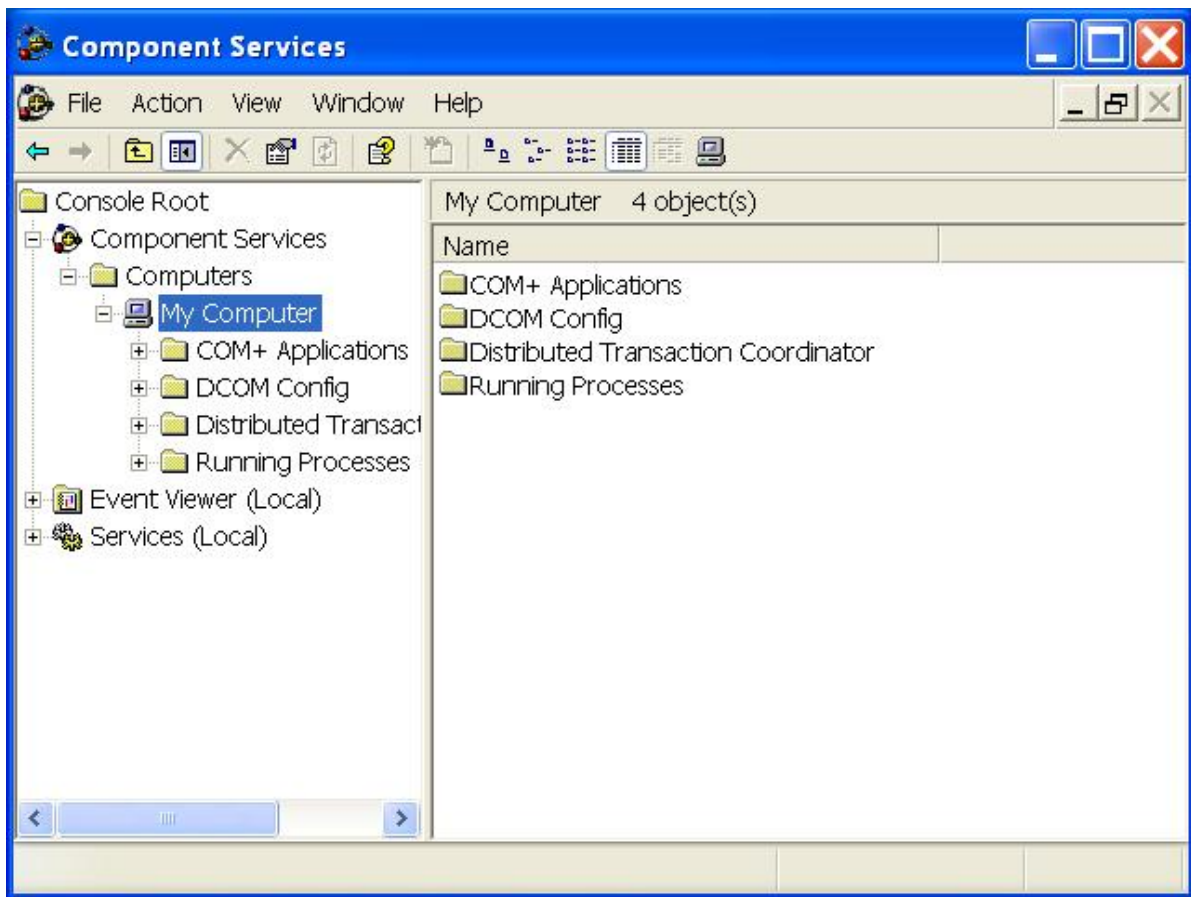 Component Services
File Action View Window Help
Console Root
Component Services
Computers
My Computer
COM+ Applications
DCOM Config
Distributed Transact
Running Processes
Event Viewer (Local)
Services (Local)
My Computer 4 object(s)
Name
COM+ Applications
DCOM Config
Distributed Transaction Coordinator
Running Processes